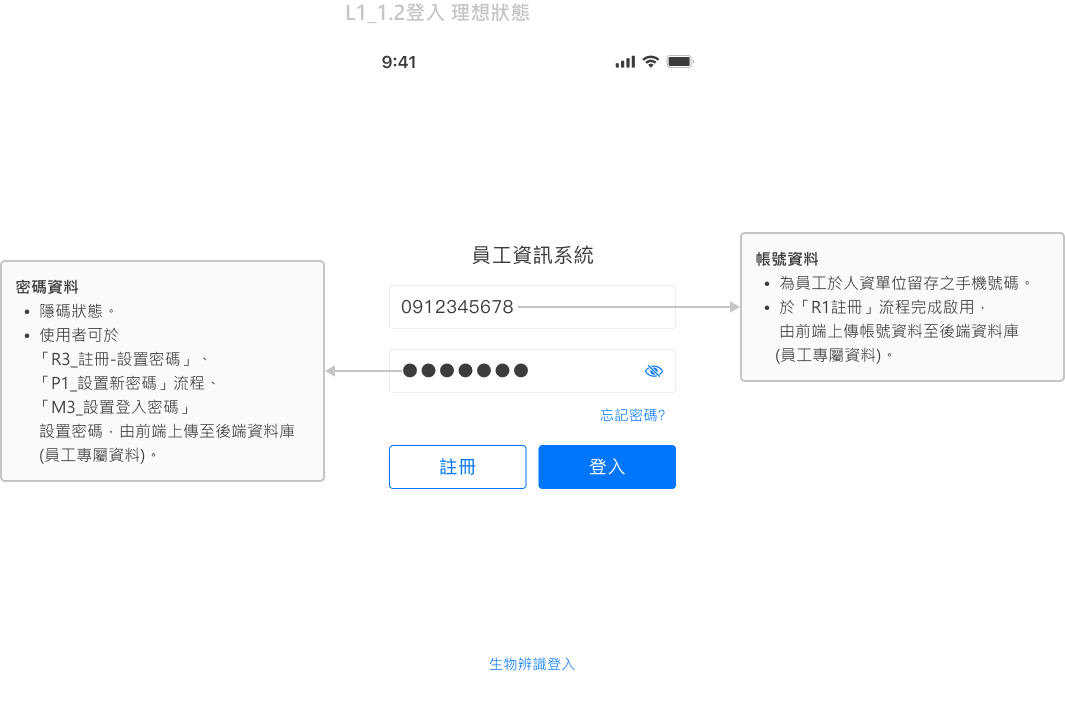 L1_1.2登入 理想狀態
9:41
員工資訊系統
0912345678
忘記密碼?
註冊
登入
生物辨識登入
密碼資料
• 隱碼狀態。
• 使用者可於
「R3_註冊-設置密碼」、
「P1_設置新密碼」流程、
「M3_設置登入密碼」
設置密碼，由前端上傳至後端資料庫
(員工專屬資料)。
帳號資料
• 為員工於人資單位留存之手機號碼。
• 於「R1註冊」流程完成啟用，
由前端上傳帳號資料至後端資料庫
(員工專屬資料)。